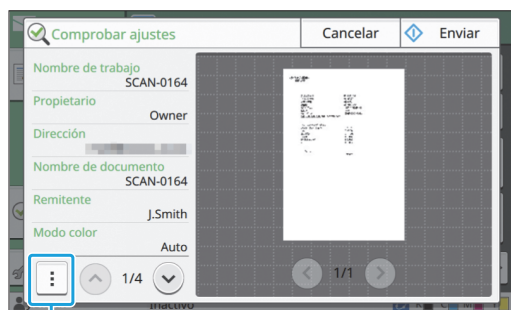 Comprobar ajustes
Cancelar
Enviar
Nombre de trabajo
SCAN-0164
Propietario
Owner
Dirección
Nombre de documento
SCAN-0164
Remitente
J.Smith
Modo color
Auto
1/4
1/1
Inactivo